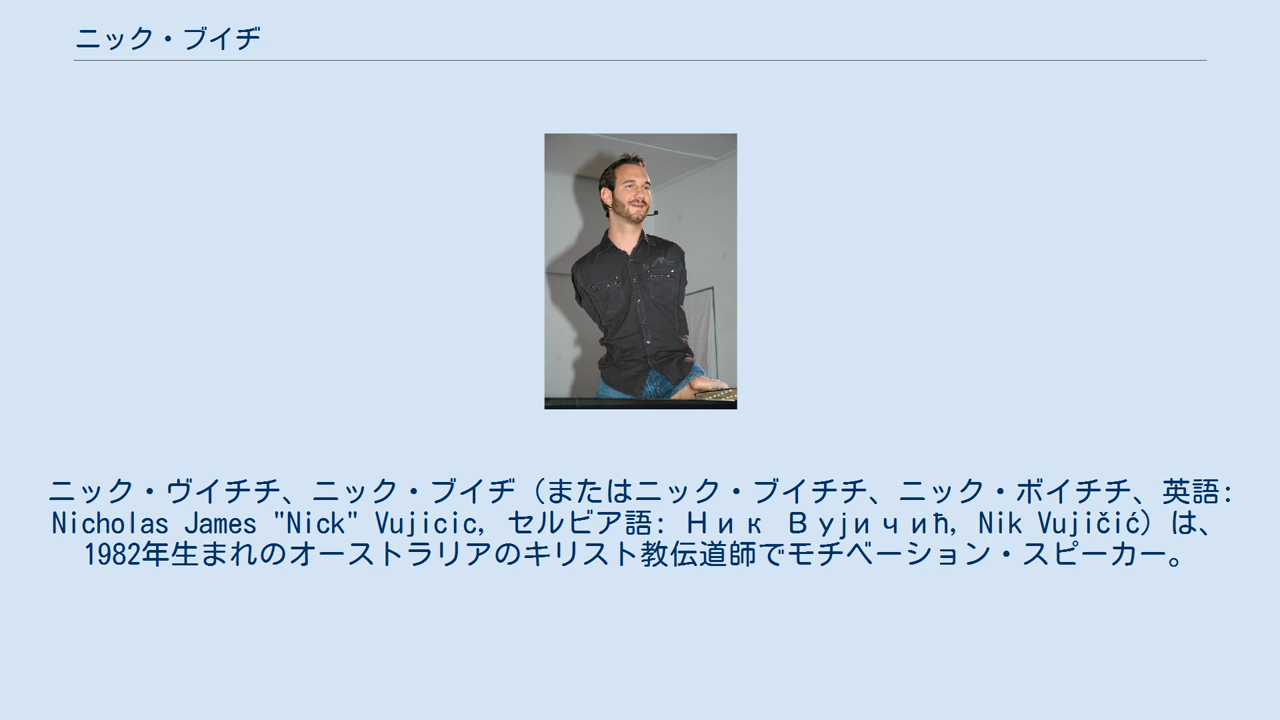 ニック・ブイヂ
ニック・ヴイチチ、ニック・ブイヂ（またはニック・ブイチチ、ニック・ボイチチ、英語:
Nicholas James "Nick" Vujicic, セルビア語: Ник Вујичић, Nik Vujičić）は、
1982年生まれのオーストラリアのキリスト教伝道師でモチベーション・スピーカー。